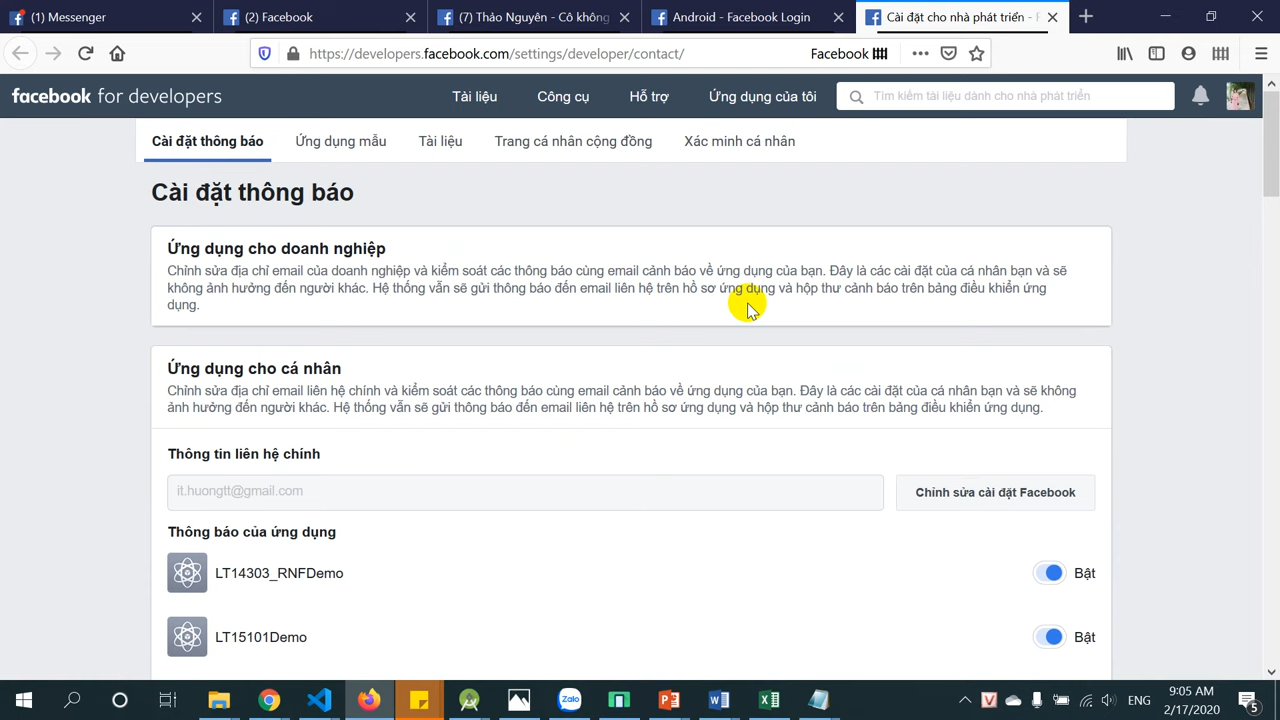 (1) Messenger
(2) Facebook
(7) Thảo Nguyên - Cô không
Android - Facebook Login
Cài đặt cho nhà phát triển - F
https://developers.facebook.com/settings/developer/contact/
Facebook
facebook for developers
Tài liệu
Công cụ
Hỗ trợ
Ứng dụng của tôi
Tìm kiếm tài liệu dành cho nhà phát triển
Cài đặt thông báo
Ứng dụng mẫu
Tài liệu
Trang cá nhân cộng đồng
Xác minh cá nhân
Cài đặt thông báo
Ứng dụng cho doanh nghiệp
Chỉnh sửa địa chỉ email của doanh nghiệp và kiểm soát các thông báo cùng email cảnh báo về ứng dụng của bạn. Đây là các cài đặt của cá nhân bạn và sẽ
không ảnh hưởng đến người khác. Hệ thống vẫn sẽ gửi thông báo đến email liên hệ trên hồ sơ ứng dụng và hộp thư cảnh báo trên bảng điều khiển ứng
dụng.
Ứng dụng cho cá nhân
Chỉnh sửa địa chỉ email liên hệ chính và kiểm soát các thông báo cùng email cảnh báo về ứng dụng của bạn. Đây là các cài đặt của cá nhân bạn và sẽ không
ảnh hưởng đến người khác. Hệ thống vẫn sẽ gửi thông báo đến email liên hệ trên hồ sơ ứng dụng và hộp thư cảnh báo trên bảng điều khiển ứng dụng.
Thông tin liên hệ chính
it.huongtt@gmail.com
Chỉnh sửa cài đặt Facebook
Thông báo của ứng dụng
LT14303_RNFDemo
Bật
LT15101Demo
Bật
ENG
9:05 AM
2/17/2020
5